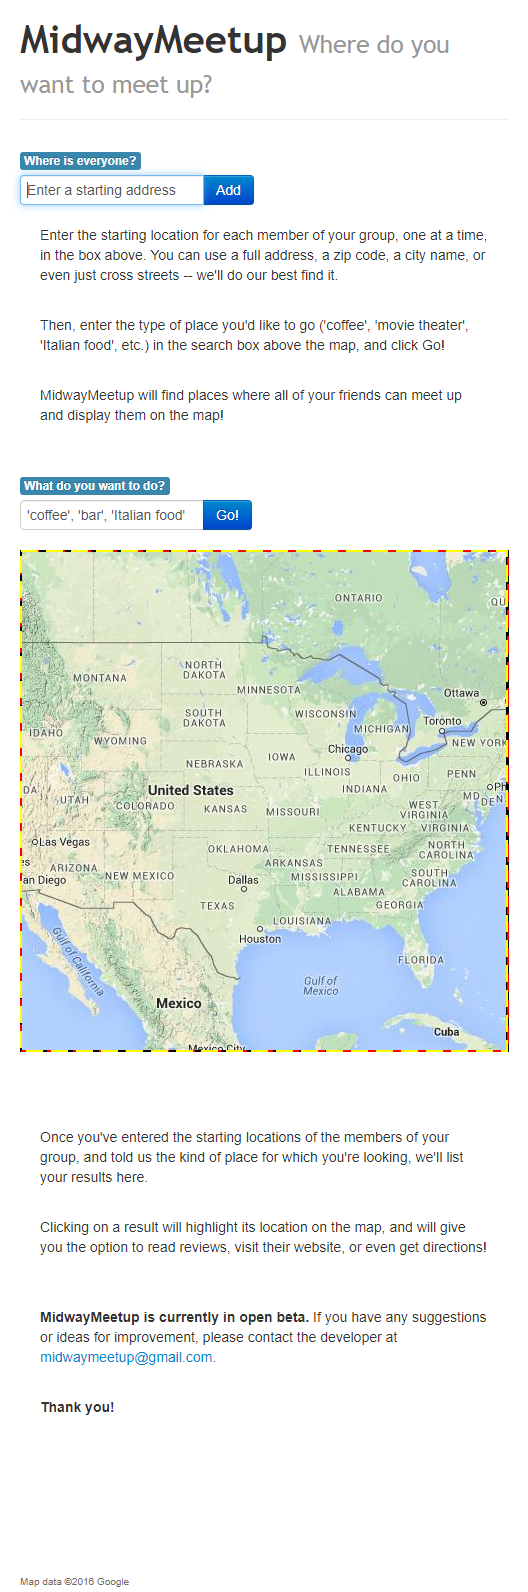 MidwayMeetup Where do you
want to meet up?
Where is everyone?
Enter a starting address Add
Enter the starting location for each member of your group, one at a time,
in the box above. You can use a full address, a zip code, a city name, or
even just cross streets -- we'll do our best find it.
Then, enter the type of place you'd like to go ('coffee', 'movie theater',
'Italian food', etc.) in the search box above the map, and click Go!
MidwayMeetup will find places where all of your friends can meet up
and display them on the map!
What do you want to do?
'coffee', 'bar', 'Italian food' Go!
ONTARIO
QU
MONTANA
NORTH
DAKOTA
MINNESOTA
Ottawa
SOUTH
DAKOTA
WISCONSIN
MICHIGAN
Toronto
IDAHO
WYOMING
Chicago
NEW YORK
IOWA
NEBRASKA
ILLINOIS
OHIO
PENN
DA
UTAH
United States
INDIANA
PH
COLORADO
KANSAS
MISSOURI
WEST
VIRGINIA
MD
DEN
KENTUCKY
VIRGINIA
Las Vegas
OKLAHOMA
TENNESSEE
NORTH
CAROLINA
es
ARIZONA
ARKANSAS
an Diego
NEW MEXICO
Dallas
MISSISSIPPI
SOUTH
CAROLINA
ALABAMA
TEXAS
GEORGIA
LOUISIANA
Houston
Gulf of California
FLORIDA
Gulf of
Mexico
Mexico
Cuba
Mexico City
Once you've entered the starting locations of the members of your
group, and told us the kind of place for which you're looking, we'll list
your results here.
Clicking on a result will highlight its location on the map, and will give
you the option to read reviews, visit their website, or even get directions!
MidwayMeetup is currently in open beta. If you have any suggestions
or ideas for improvement, please contact the developer at
midwaymeetup@gmail.com.
Thank you!
Map data ©2016 Google